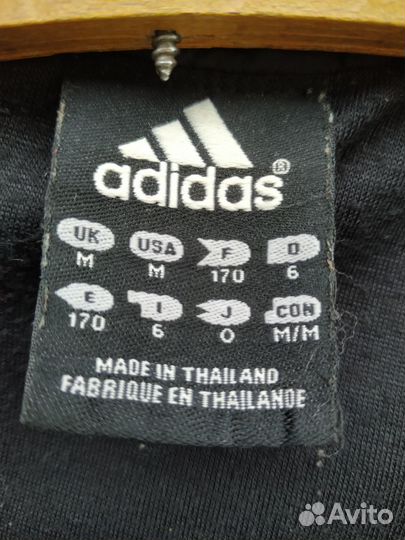 adidas®
UK USA F D
M M 170 6
E I J CON
170 6 O M/M
MADE IN THAILAND
FABRIQUE EN THAILANDE
Avito